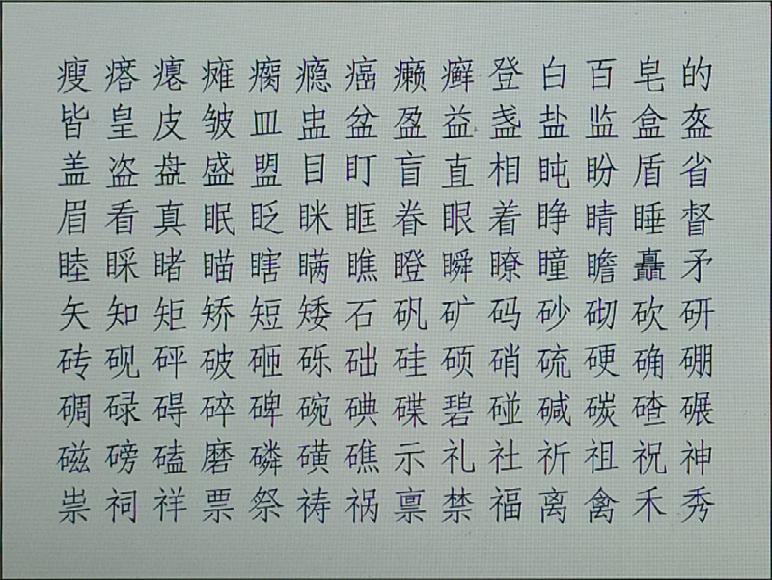 瘦瘩瘪瘫瘸瘾癌癞癣登白百皂的
皆皇皮皱皿盅盆盈益盏盐监盒盔
盖盗盘盛盟目盯盲直相盹盼盾省
眉看真眠眨眯眶眷眼着睁睛睡督
睦睬睹瞄瞎瞒瞧瞪瞬瞭瞳瞻矗矛
矢知矩矫短矮石矾矿码砂砌砍研
砖砚砰破砸砾础硅硕硝硫硬确硼
碉碌碍碎碑碗碘碟碧碰碱碳碴碾
磁磅磕磨磷磺礁示礼社祈祖祝神
祟祠祥票祭祷祸禀禁福离禽禾秀